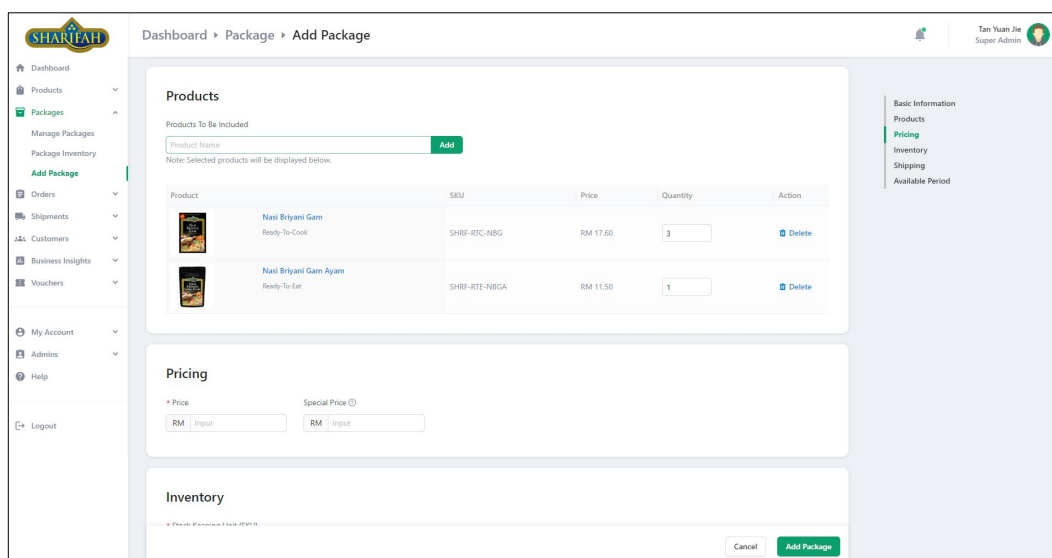 SHARIFAH
Dashboard ▸ Package ▸ Add Package
Tan Yuan Jie
Super Admin
Dashboard
Products
Packages
Manage Packages
Package Inventory
Add Package
Orders
Shipments
Customers
Business Insights
Vouchers
My Account
Admins
Help
Logout
Products
Products To Be Included
Product Name Add
Note: Selected products will be displayed below.
Product SKU Price Quantity Action
Nasi Briyani Gam
Ready-To-Cook SHRF-RTC-NBG RM 17.60 3 Delete
Nasi Briyani Gam Ayam
Ready-To-Eat SHRF-RTE-NBGA RM 11.50 1 Delete
Pricing
* Price Special Price
RM Input RM Input
Inventory
* Stock Keeping Unit (SKU)
Cancel Add Package
Basic Information
Products
Pricing
Inventory
Shipping
Available Period